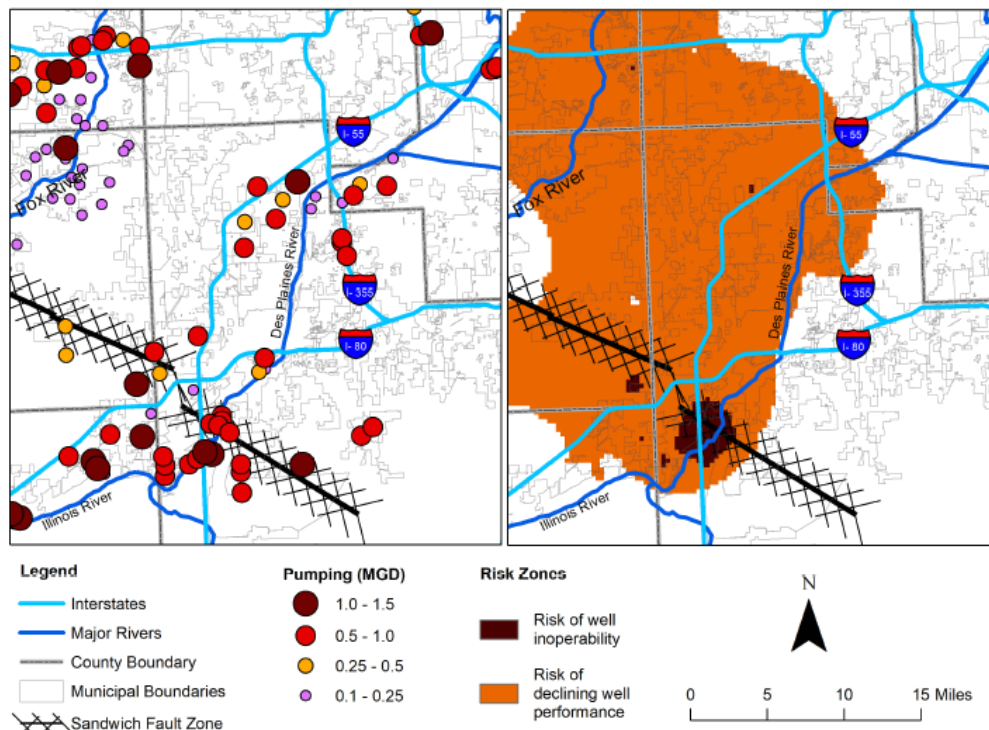 I- 55
Fox River
Des Plaines River
I- 355
I- 80
Illinois River
I- 55
Fox River
Des Plaines River
I- 355
I- 80
Illinois River
Legend
Interstates
Major Rivers
County Boundary
Municipal Boundaries
Sandwich Fault Zone
Pumping (MGD)
1.0 - 1.5
0.5 - 1.0
0.25 - 0.5
0.1 - 0.25
Risk Zones
Risk of well
inoperability
Risk of
declining well
performance
N
0 5 10 15 Miles